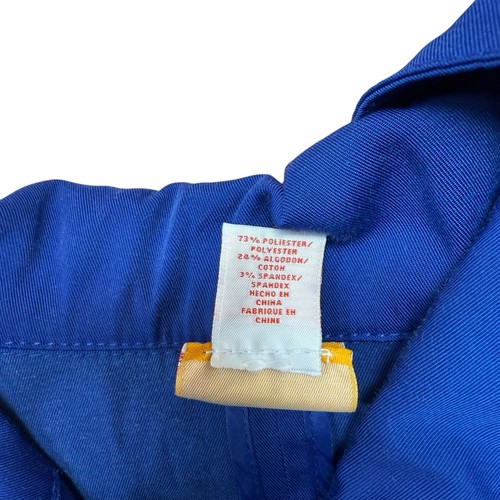 73% POLIESTER/
POLYESTER
24% ALGODON/
COTON
3% SPANDEX/
SPANDEX
HECHO EN
CHINA
FABRIQUE EN
CHINE